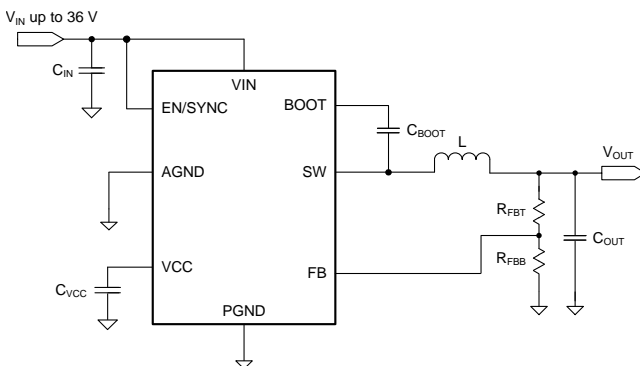 V_IN up to 36 V
C_IN
VIN
EN/SYNC
BOOT
C_BOOT
L
V_OUT
AGND
SW
R_FBT
C_OUT
VCC
C_VCC
FB
R_FBB
PGND